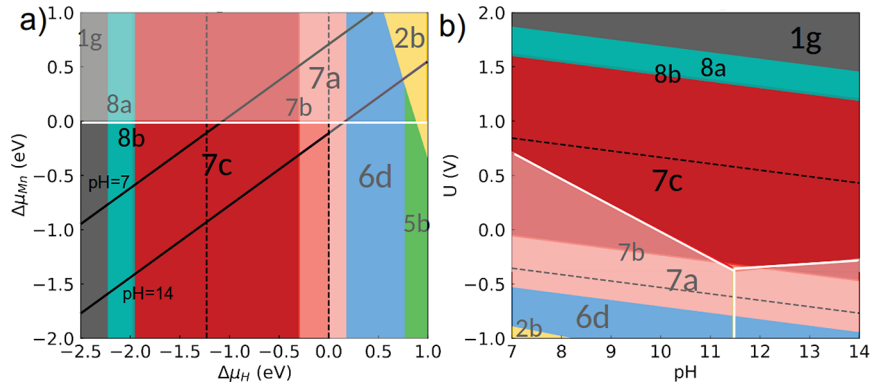 a)
1.0
0.5
0.0
−0.5
−1.0
−1.5
−2.0
−2.5 −2.0 −1.5 −1.0 −0.5 0.0 0.5 1.0
Δμ_Mn (eV)
Δμ_H (eV)
1g
2b
8a
7a
7b
8b
7c
pH=7
6d
5b
pH=14
b)
2.0
1.5
1.0
0.5
0.0
−0.5
−1.0
7 8 9 10 11 12 13 14
U (V)
pH
1g
8b
8a
7c
7b
7a
6d
2b